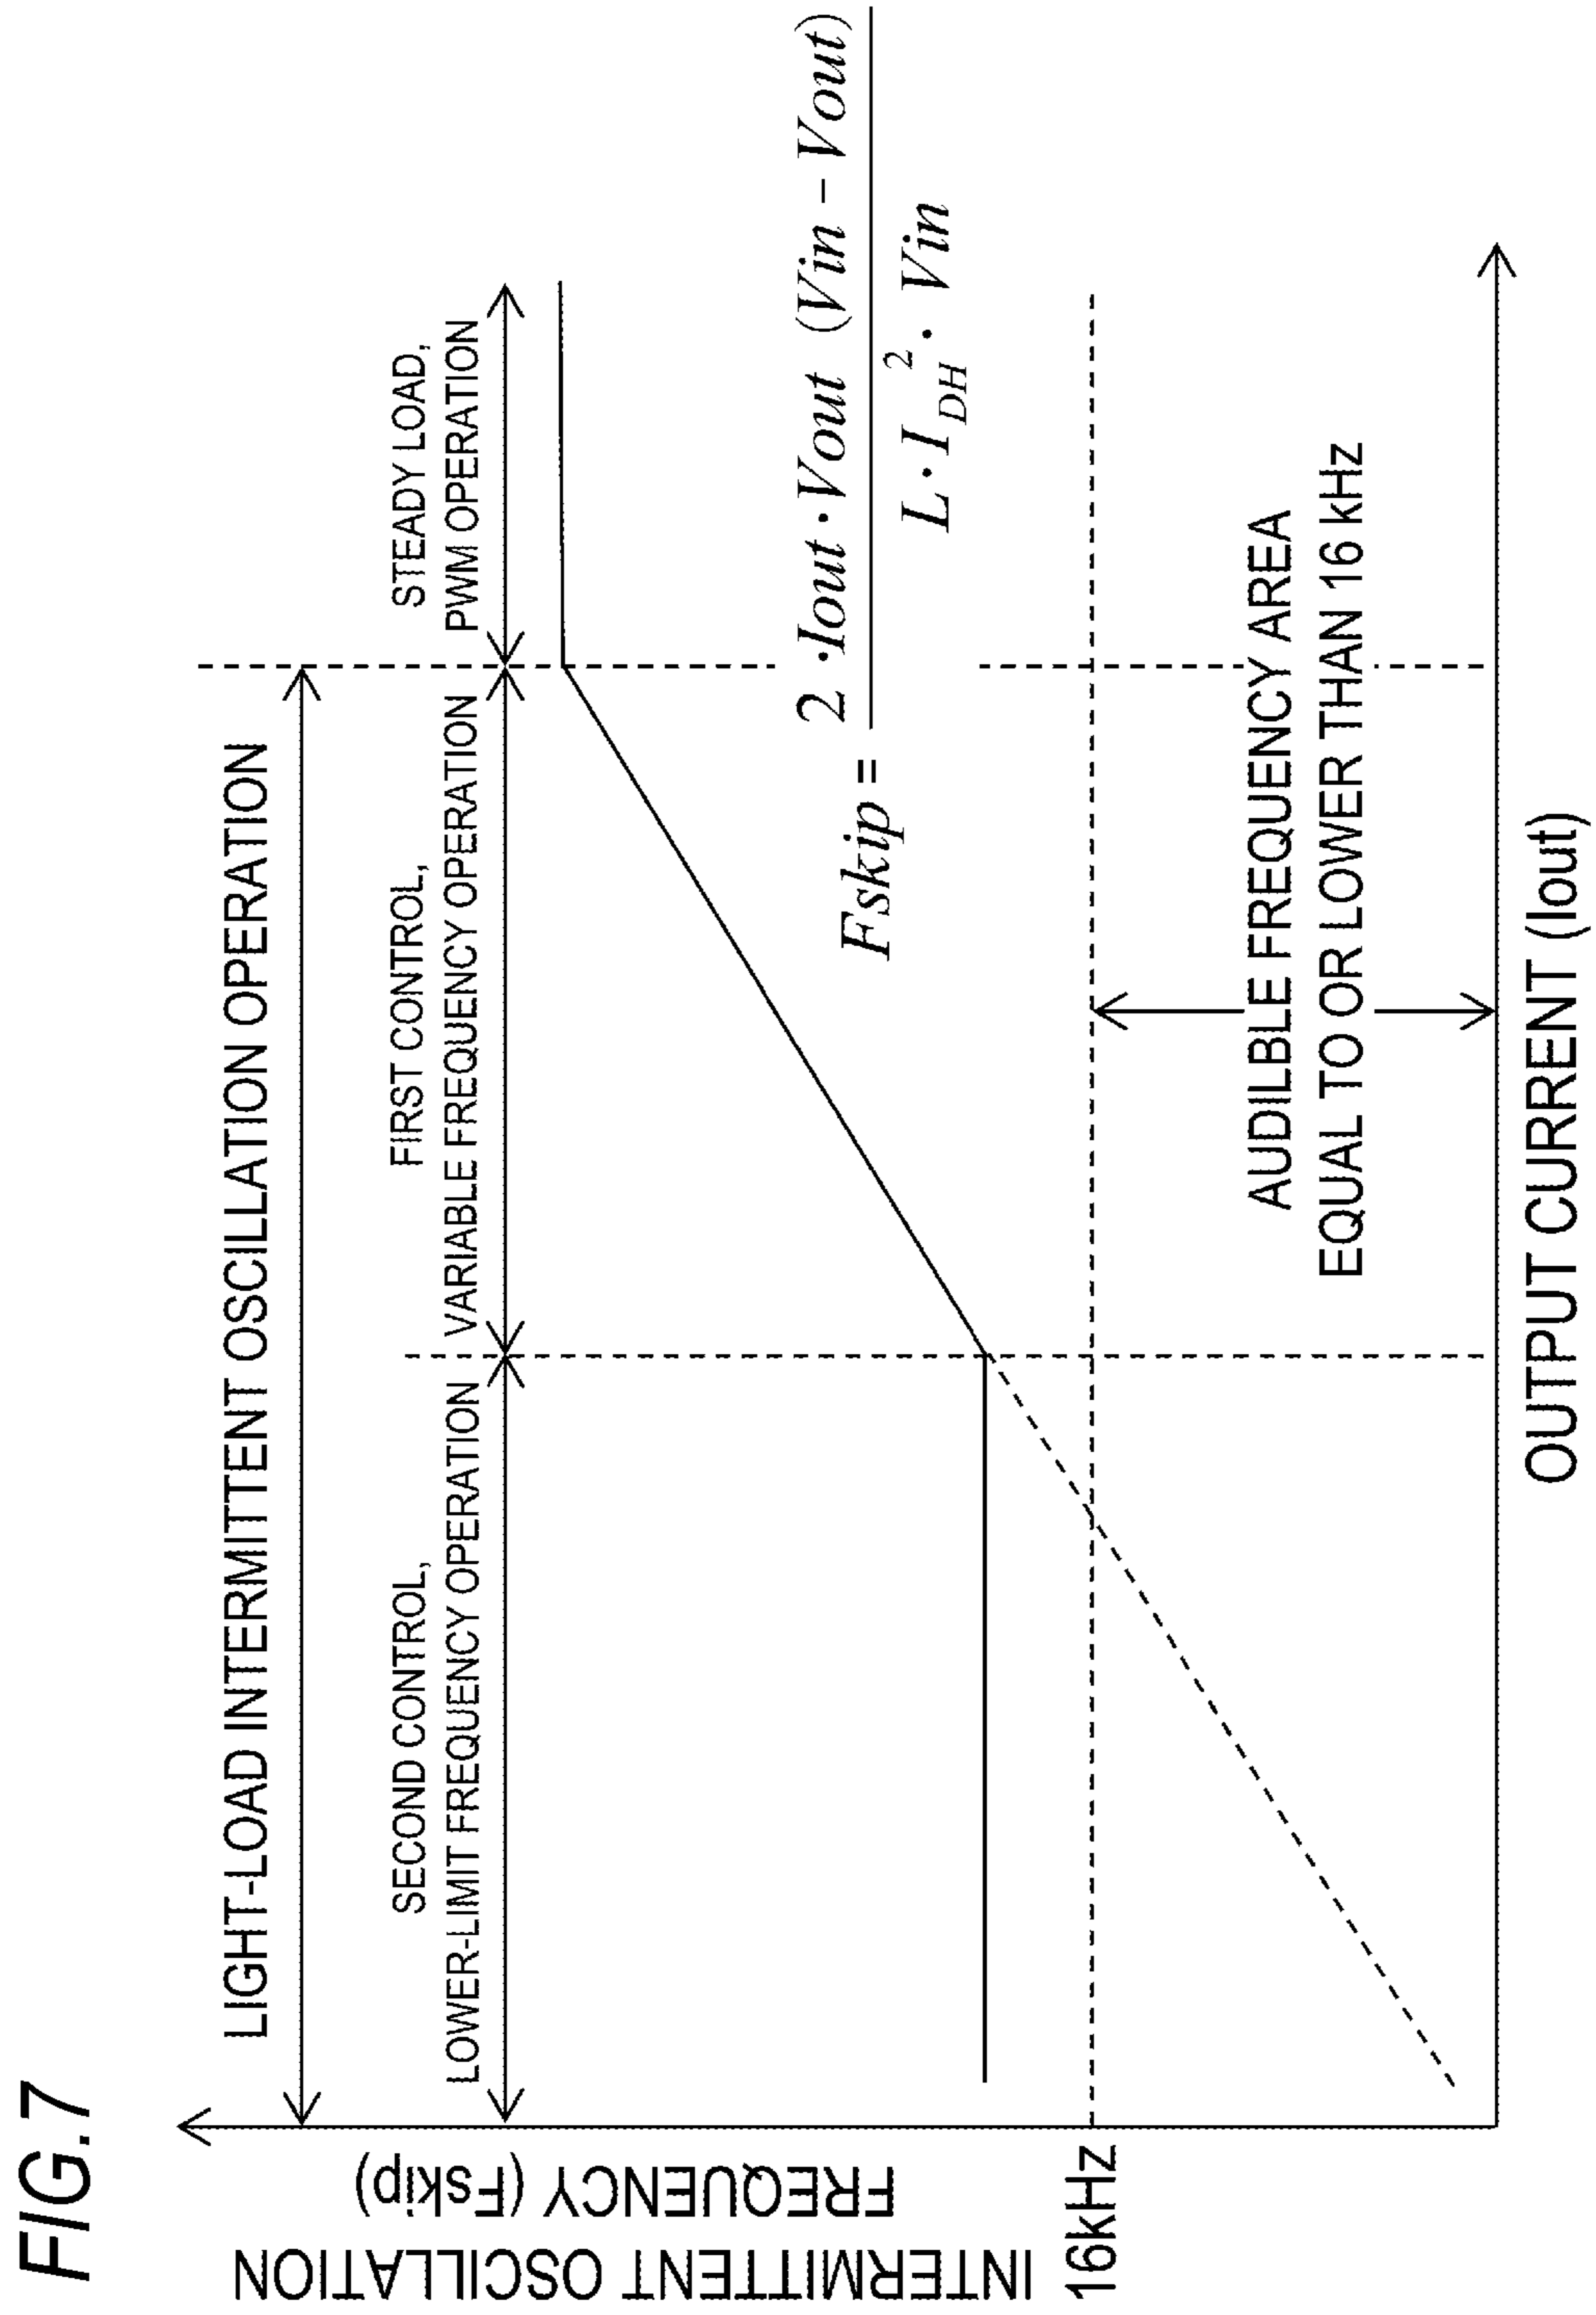 FIG.7
LIGHT-LOAD INTERMITTENT OSCILLATION OPERATION
SECOND CONTROL,
LOWER-LIMIT FREQUENCY OPERATION
FIRST CONTROL,
VARIABLE FREQUENCY OPERATION
STEADY LOAD,
PWM OPERATION
INTERMITTENT OSCILLATION
FREQUENCY (Fskip)
Fskip = 2·Iout·Vout (Vin − Vout)
L·I_DH²·Vin
16kHz
AUDILBLE FREQUENCY AREA
EQUAL TO OR LOWER THAN 16 kHz
OUTPUT CURRENT (Iout)